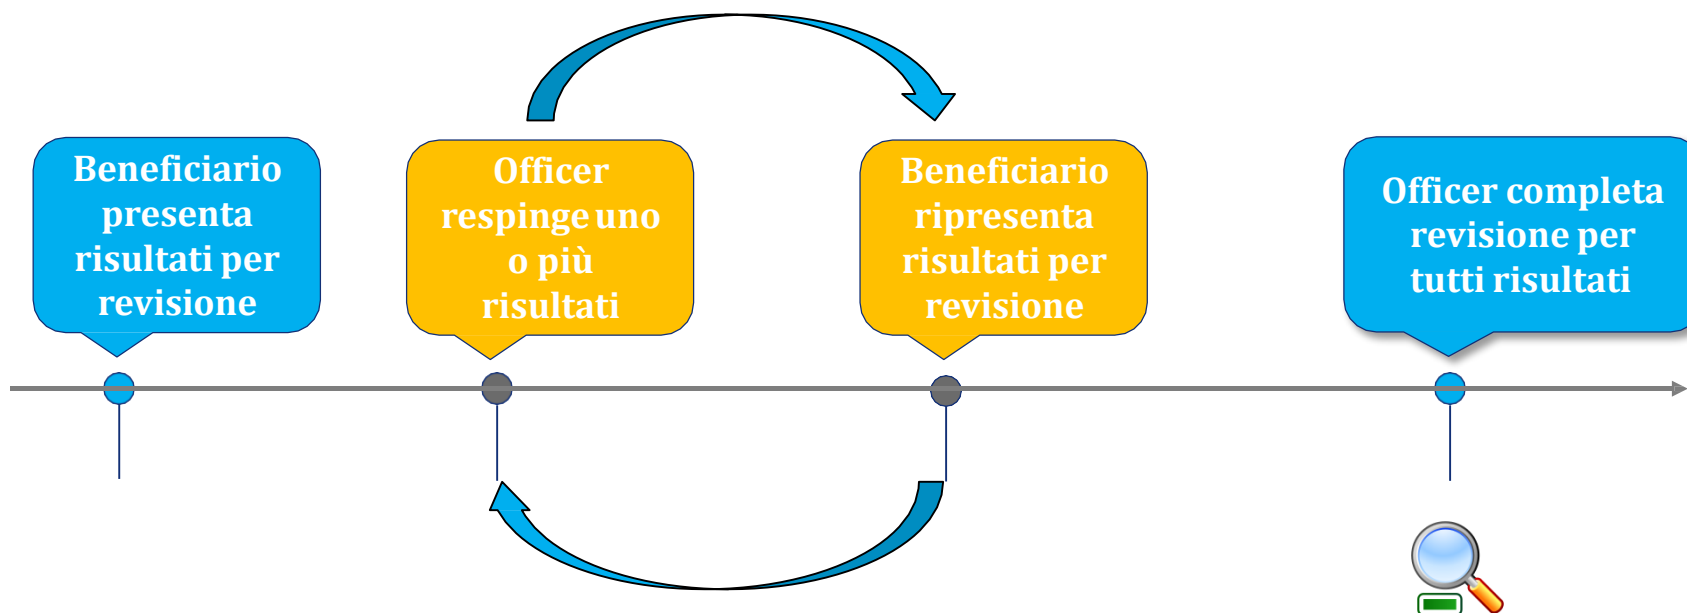 Beneficiario
presenta
risultati per
revisione
Officer
respinge uno
o più
risultati
Beneficiario
ripresenta
risultati per
revisione
Officer completa
revisione per
tutti risultati